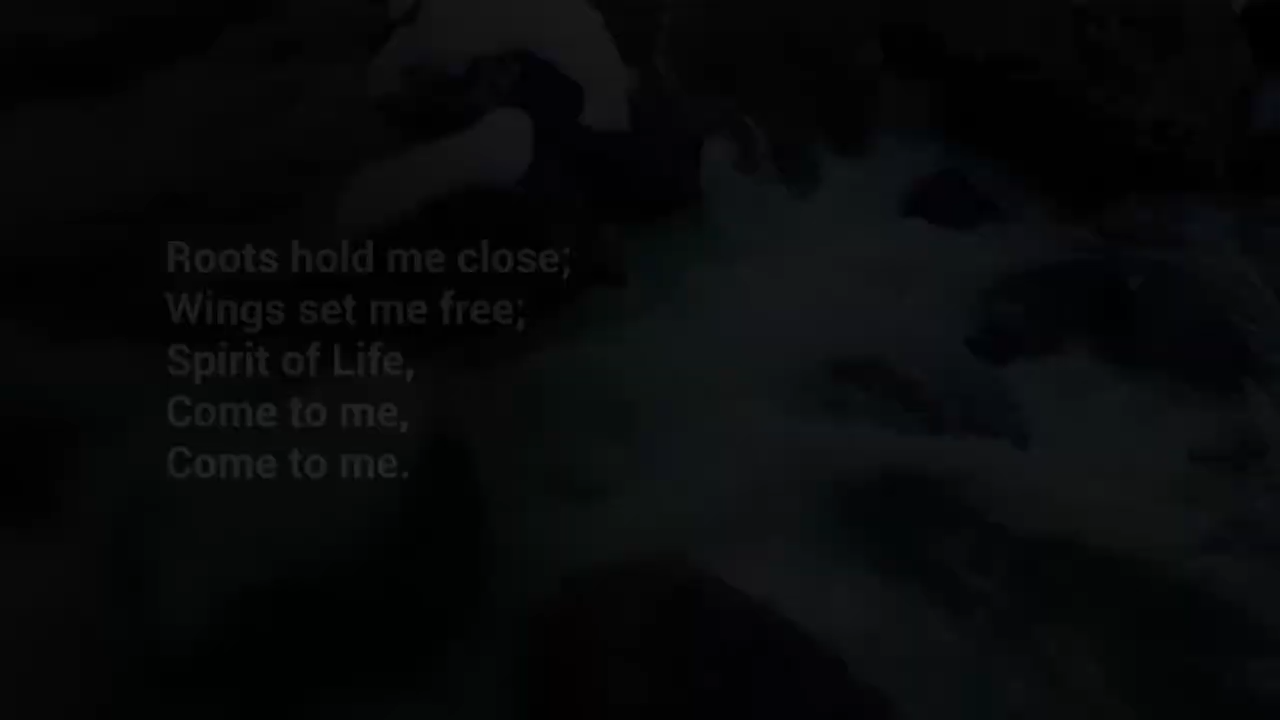 Roots hold me close;
Wings set me free;
Spirit of Life,
Come to me,
Come to me.